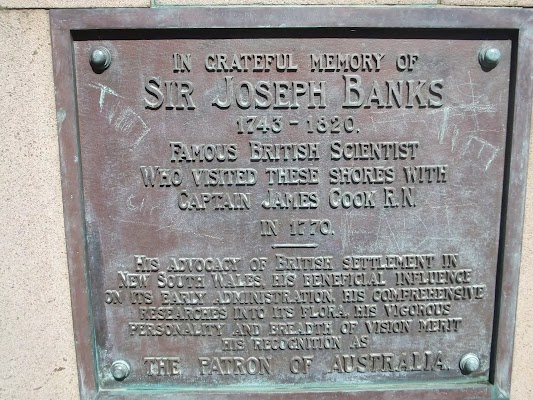 IN GRATEFUL MEMORY OF
SIR JOSEPH BANKS
1743 - 1820.
FAMOUS BRITISH SCIENTIST
WHO VISITED THESE SHORES WITH
CAPTAIN JAMES COOK R.N.
IN 1770.
HIS ADVOCACY OF BRITISH SETTLEMENT IN
NEW SOUTH WALES, HIS BENEFICIAL INFLUENCE
ON ITS EARLY ADMINISTRATION, HIS COMPREHENSIVE
RESEARCHES INTO ITS FLORA, HIS VIGOROUS
PERSONALITY AND BREADTH OF VISION MERIT
HIS RECOGNITION AS
THE PATRON OF AUSTRALIA.